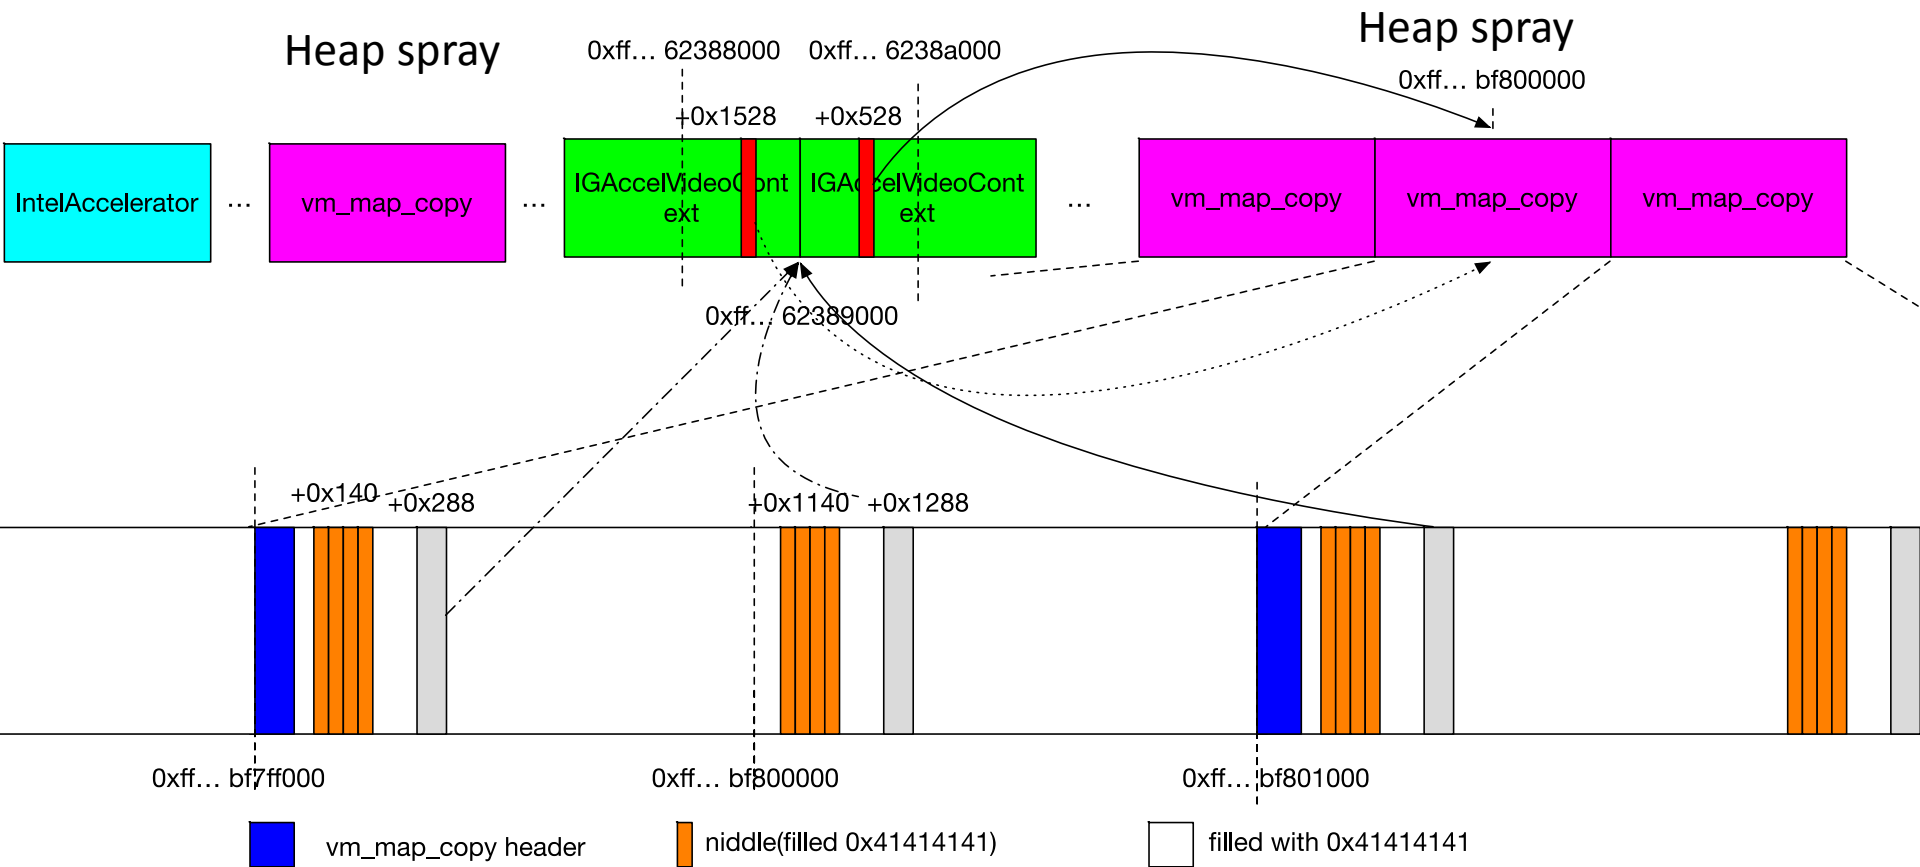 Heap spray
Heap spray
0xff... 62388000
0xff... 6238a000
0xff... bf800000
+0x1528
+0x528
IntelAccelerator
...
vm_map_copy
...
IGAccelVideoCont
ext
IGAccelVideoCont
ext
...
vm_map_copy
vm_map_copy
vm_map_copy
0xff... 62389000
+0x140
+0x288
+0x1140
+0x1288
0xff... bf7ff000
0xff... bf800000
0xff... bf801000
vm_map_copy header
niddle(filled 0x41414141)
filled with 0x41414141